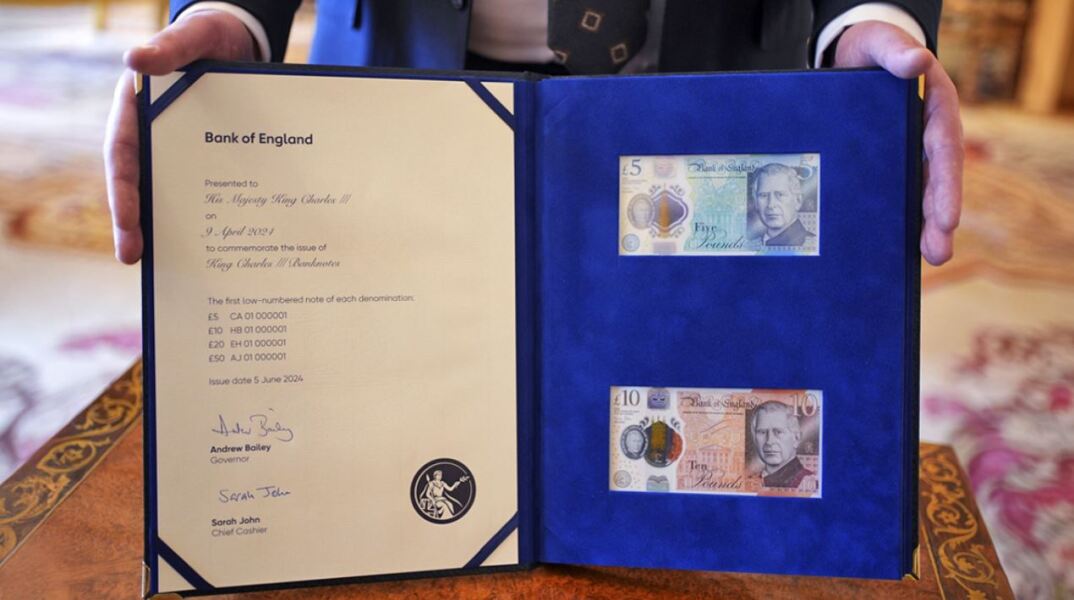 Bank of England
Presented to
His Majesty King Charles III
on
9 April 2024
to commemorate the issue of
King Charles III Banknotes
The first low-numbered note of each denomination:
£5 CA 01 000001
£10 HB 01 000001
£20 EH 01 000001
£50 AJ 01 000001
Issue date 5 June 2024
Andrew Bailey
Andrew Bailey
Governor
Sarah John
Sarah John
Chief Cashier
£5 Bank of England 5
Five
Pounds
£10 Bank of England 10
Ten
Pounds